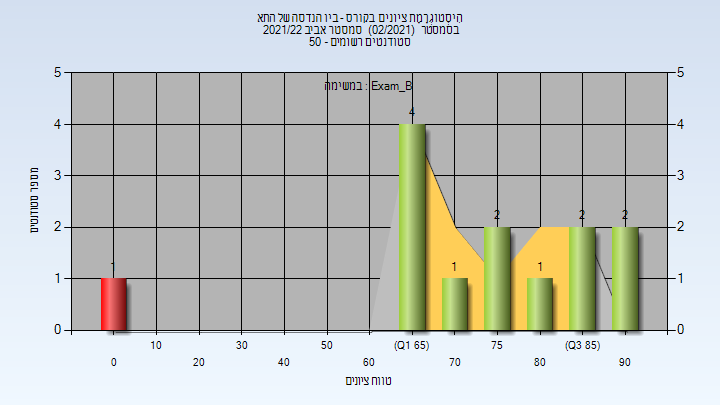 היסטוגרמת ציונים בקורס - ביו הנדסה של התא
בסמסטר (02/2021) סמסטר אביב 2021/22
סטודנטים רשומים - 50
במשימה : Exam_B
מספר סטודנטים
5 5
4 4
3 3
2 2
1 1
0 0
1 4 1 2 1 2 2
10 30 50 (Q1 65) 75 (Q3 85)
0 20 40 60 70 80 90
טווח ציונים